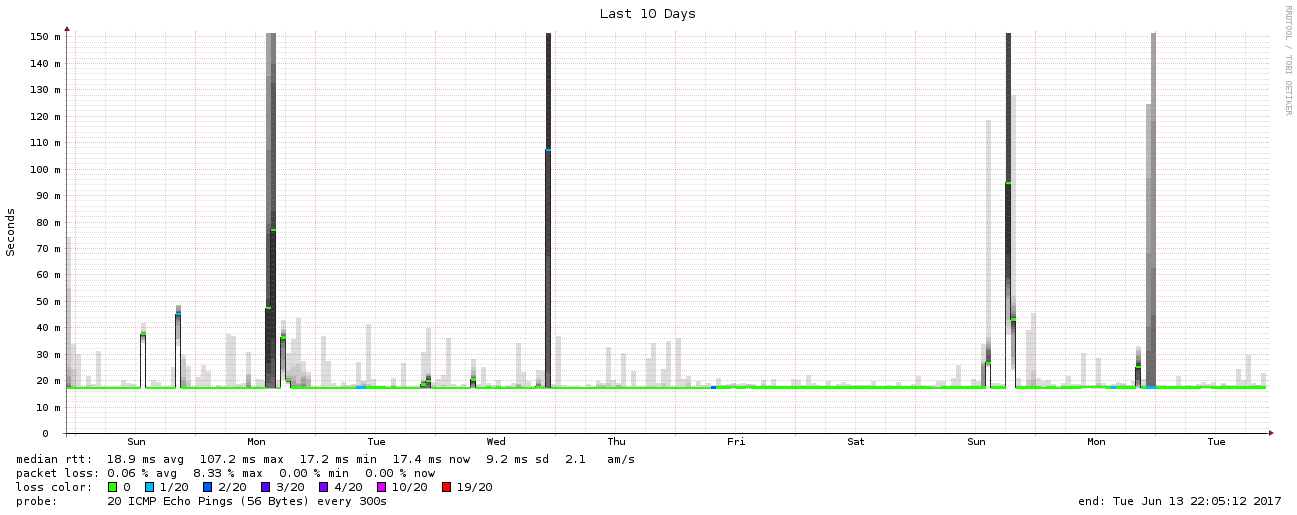 Last 10 Days
RRDTOOL / TOBI OETIKER
Seconds
150 m
140 m
130 m
120 m
110 m
100 m
90 m
80 m
70 m
60 m
50 m
40 m
30 m
20 m
10 m
0
Sun Mon Tue Wed Thu Fri Sat Sun Mon Tue
median rtt: 18.9 ms avg 107.2 ms max 17.2 ms min 17.4 ms now 9.2 ms sd 2.1 am/s
packet loss: 0.06 % avg 8.33 % max 0.00 % min 0.00 % now
loss color: 0 1/20 2/20 3/20 4/20 10/20 19/20
probe: 20 ICMP Echo Pings (56 Bytes) every 300s end: Tue Jun 13 22:05:12 2017